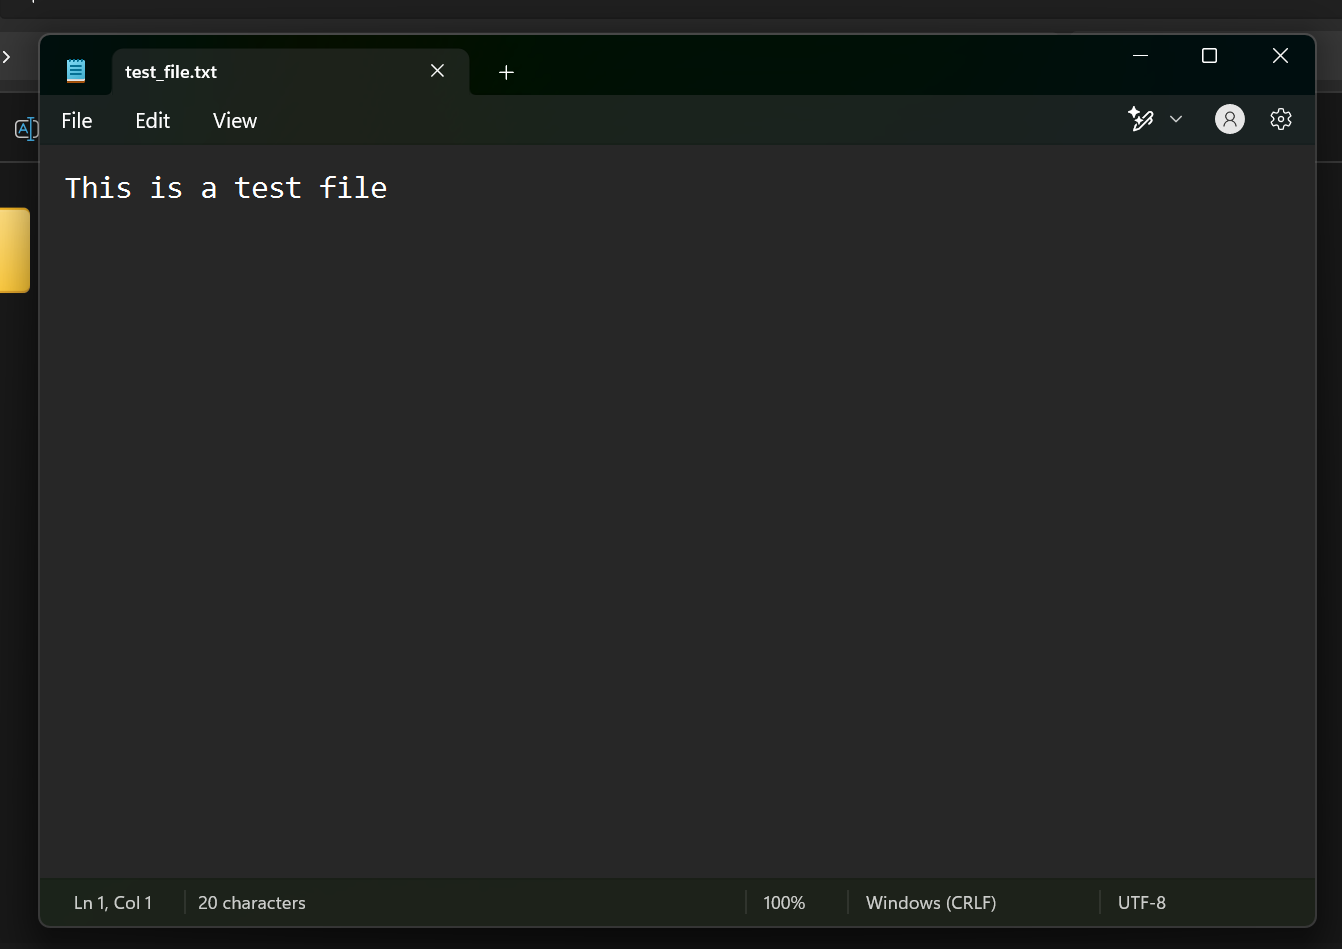 test_file.txt
File Edit View
This is a test file
Ln 1, Col 1 20 characters 100% Windows (CRLF) UTF-8